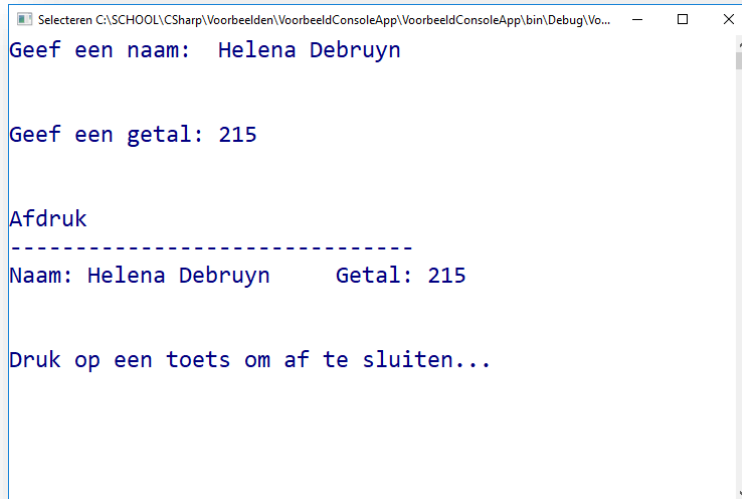 Selecteren C:\SCHOOL\CSharp\Voorbeelden\VoorbeeldConsoleApp\VoorbeeldConsoleApp\bin\Debug\Vo...
Geef een naam:  Helena Debruyn
Geef een getal: 215
Afdruk
-------------------------------
Naam: Helena Debruyn     Getal: 215
Druk op een toets om af te sluiten...